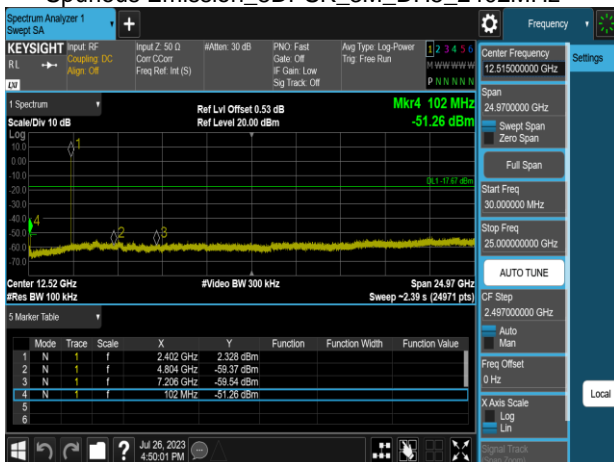 Spectrum Analyzer 1
Swept SA
+
Frequency
KEYSIGHT
RL
LXI
Input: RF
Coupling: DC
Align: Off
Input Z: 50 Ω
Corr CCorr
Freq Ref: Int (S)
#Atten: 30 dB
PNO: Fast
Gate: Off
IF Gain: Low
Sig Track: Off
Avg Type: Log-Power
Trig: Free Run
1 2 3 4 5 6
M W W W W W
P N N N N N
1 Spectrum
Scale/Div 10 dB
Ref Lvl Offset 0.53 dB
Ref Level 20.00 dBm
Mkr4 102 MHz
-51.26 dBm
Log
10.0
0.00
-10.0
-20.0
-30.0
-40.0
-50.0
-60.0
-70.0
1
2
3
4
DL1 -17.67 dBm
Center 12.52 GHz
#Res BW 100 kHz
#Video BW 300 kHz
Span 24.97 GHz
Sweep ~2.39 s (24971 pts)
5 Marker Table
Mode Trace Scale X Y Function Function Width Function Value
1 N 1 f 2.402 GHz 2.328 dBm
2 N 1 f 4.804 GHz -59.37 dBm
3 N 1 f 7.206 GHz -59.54 dBm
4 N 1 f 102 MHz -51.26 dBm
5
6
Jul 26, 2023
4:50:01 PM
Center Frequency
12.515000000 GHz
Span
24.9700000 GHz
Swept Span
Zero Span
Full Span
Start Freq
30.000000 MHz
Stop Freq
25.000000000 GHz
AUTO TUNE
CF Step
2.497000000 GHz
Auto
Man
Freq Offset
0 Hz
X Axis Scale
Log
Lin
Signal Track
Settings
Local